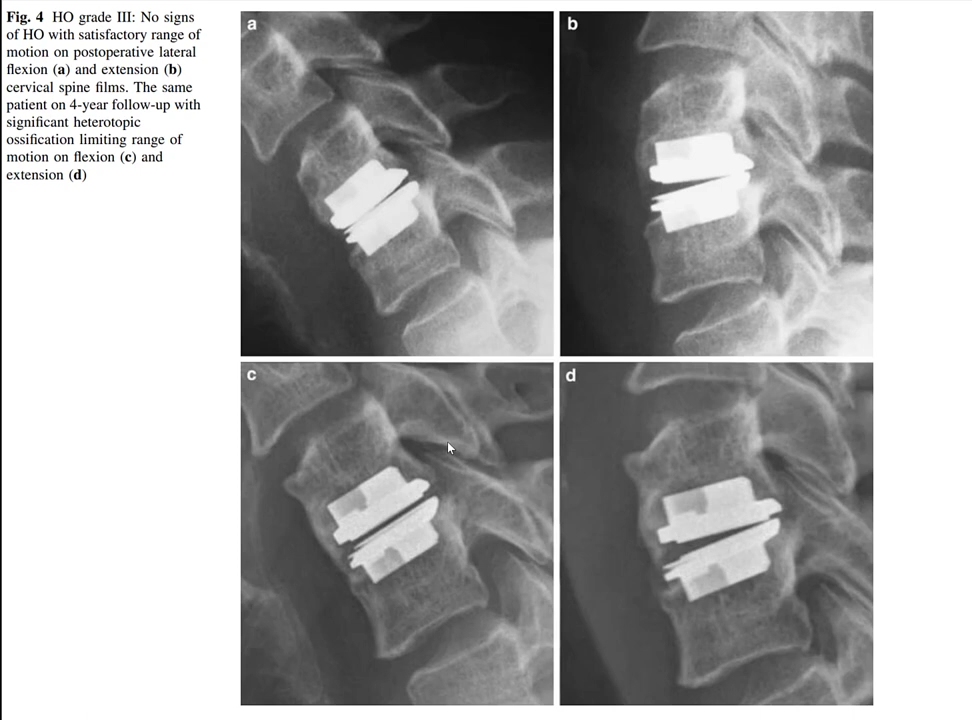 Fig. 4 HO grade III: No signs
of HO with satisfactory range of
motion on postoperative lateral
flexion (a) and extension (b)
cervical spine films. The same
patient on 4-year follow-up with
significant heterotopic
ossification limiting range of
motion on flexion (c) and
extension (d)
a
b
c
d